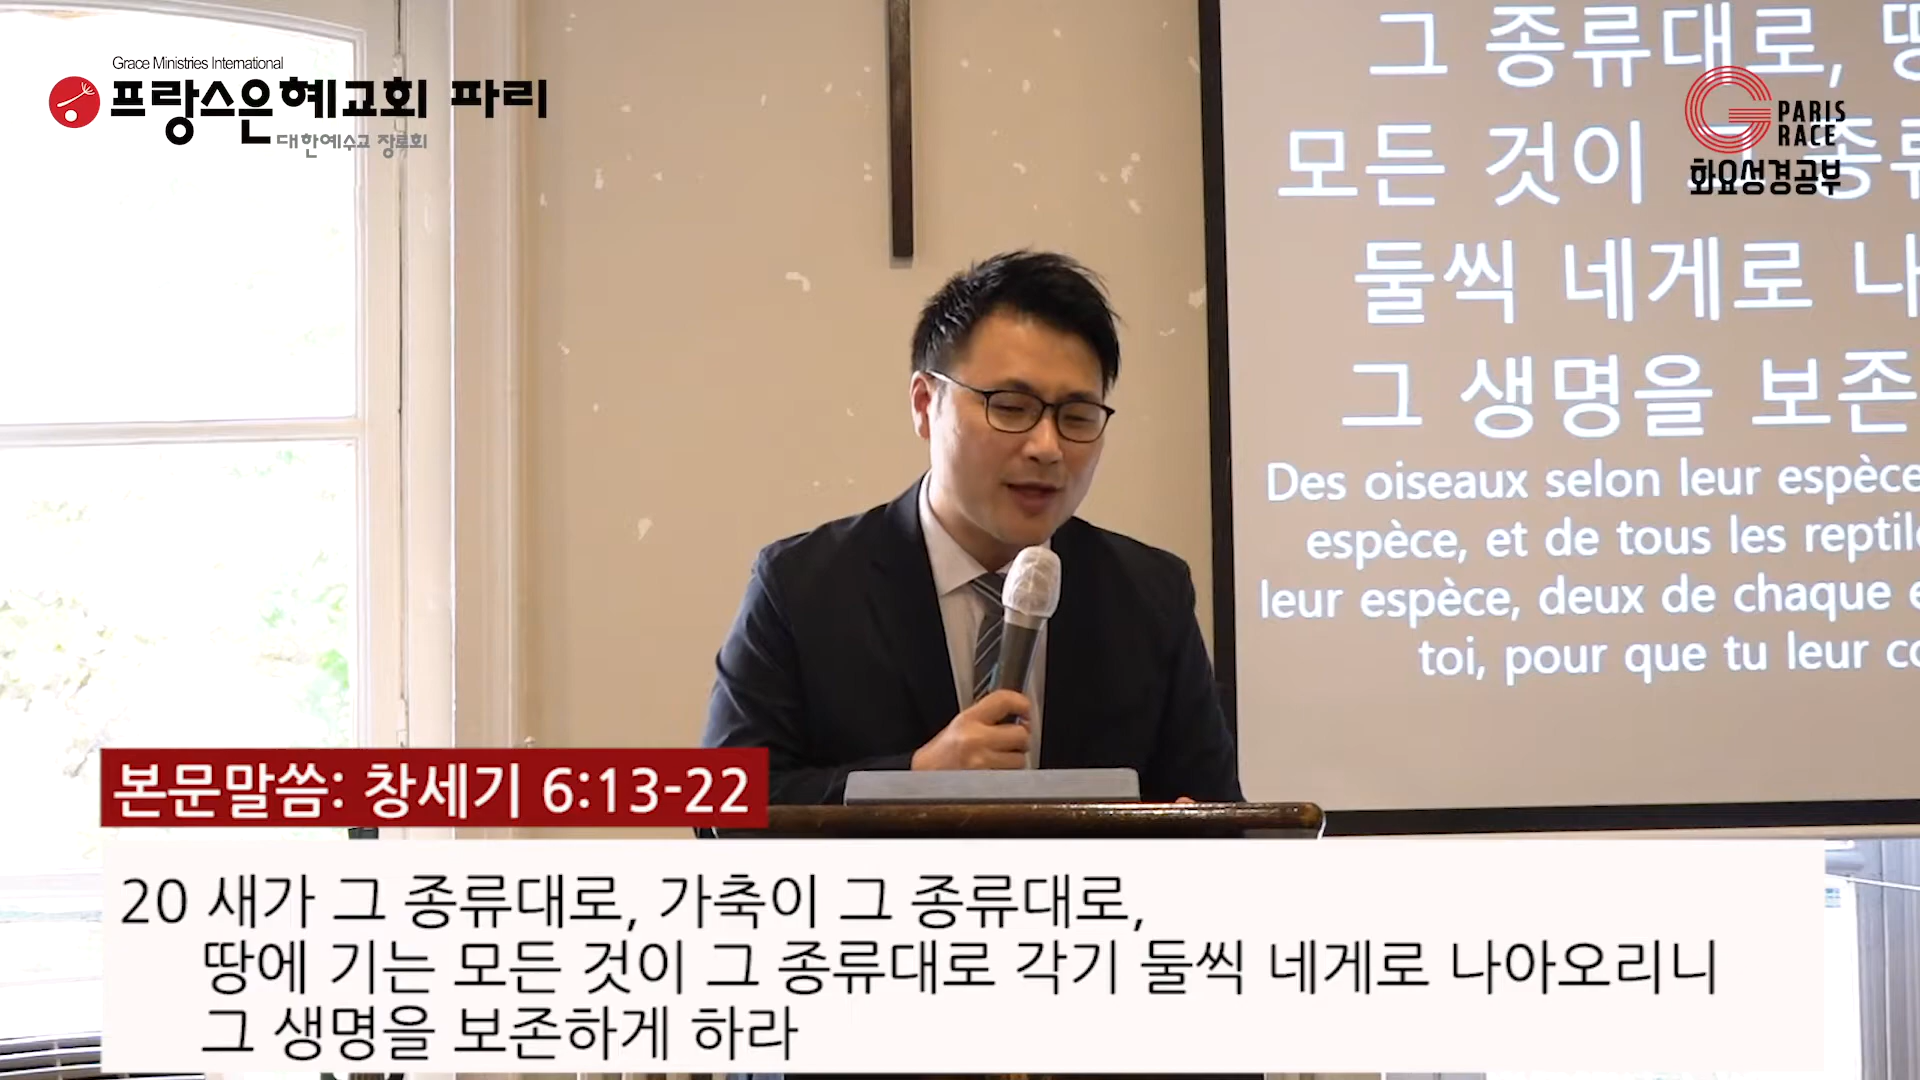 Grace Ministries International
프랑스은혜교회 파리
대한예수교 장로회
PARIS
RACE
화요성경공부
그 종류대로,
모든 것이 그
둘씩 네게로
그 생명을 보존
Des oiseaux selon leur espèce
espèce, et de tous les
leur espèce, deux de chaque
toi, pour que tu leur
본문말씀: 창세기 6:13-22
20 새가 그 종류대로, 가축이 그 종류대로,
땅에 기는 모든 것이 그 종류대로 각기 둘씩 네게로 나아오리니
그 생명을 보존하게 하라